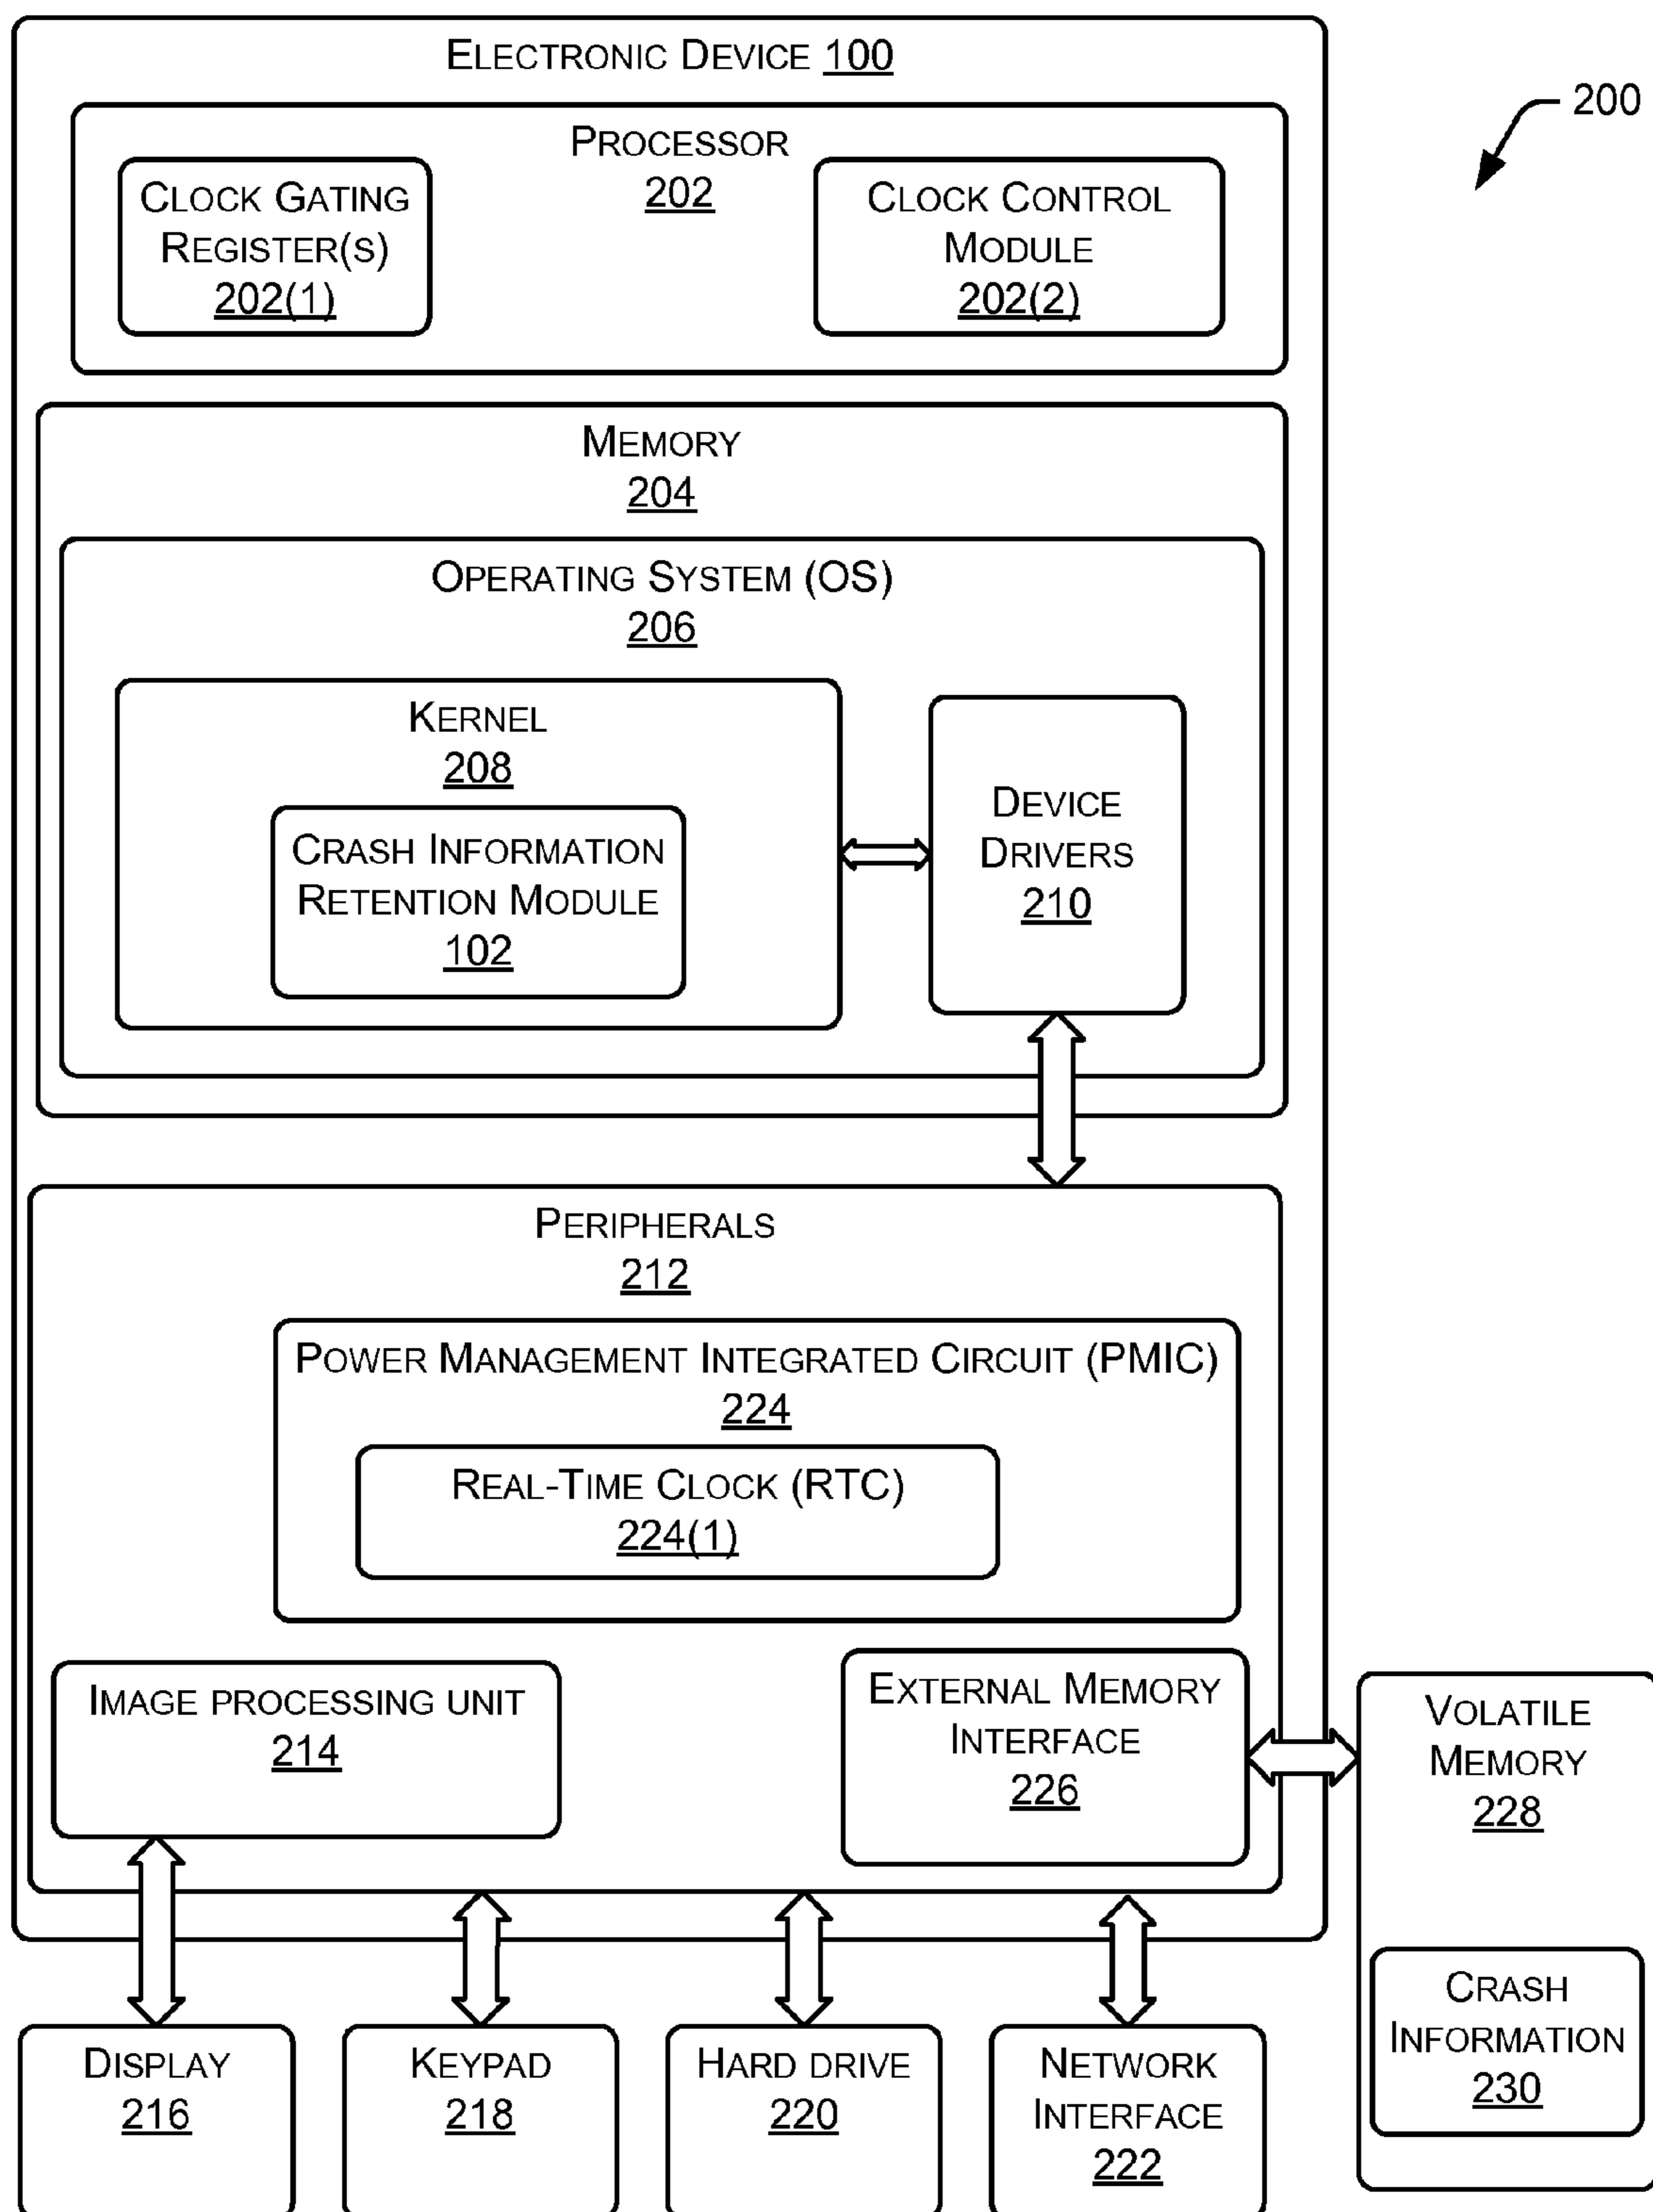 ELECTRONIC DEVICE 100
200
PROCESSOR
202
CLOCK GATING
REGISTER(S)
202(1)
CLOCK CONTROL
MODULE
202(2)
MEMORY
204
OPERATING SYSTEM (OS)
206
KERNEL
208
CRASH INFORMATION
RETENTION MODULE
102
DEVICE
DRIVERS
210
PERIPHERALS
212
POWER MANAGEMENT INTEGRATED CIRCUIT (PMIC)
224
REAL-TIME CLOCK (RTC)
224(1)
IMAGE PROCESSING UNIT
214
EXTERNAL MEMORY
INTERFACE
226
VOLATILE
MEMORY
228
CRASH
INFORMATION
230
DISPLAY
216
KEYPAD
218
HARD DRIVE
220
NETWORK
INTERFACE
222